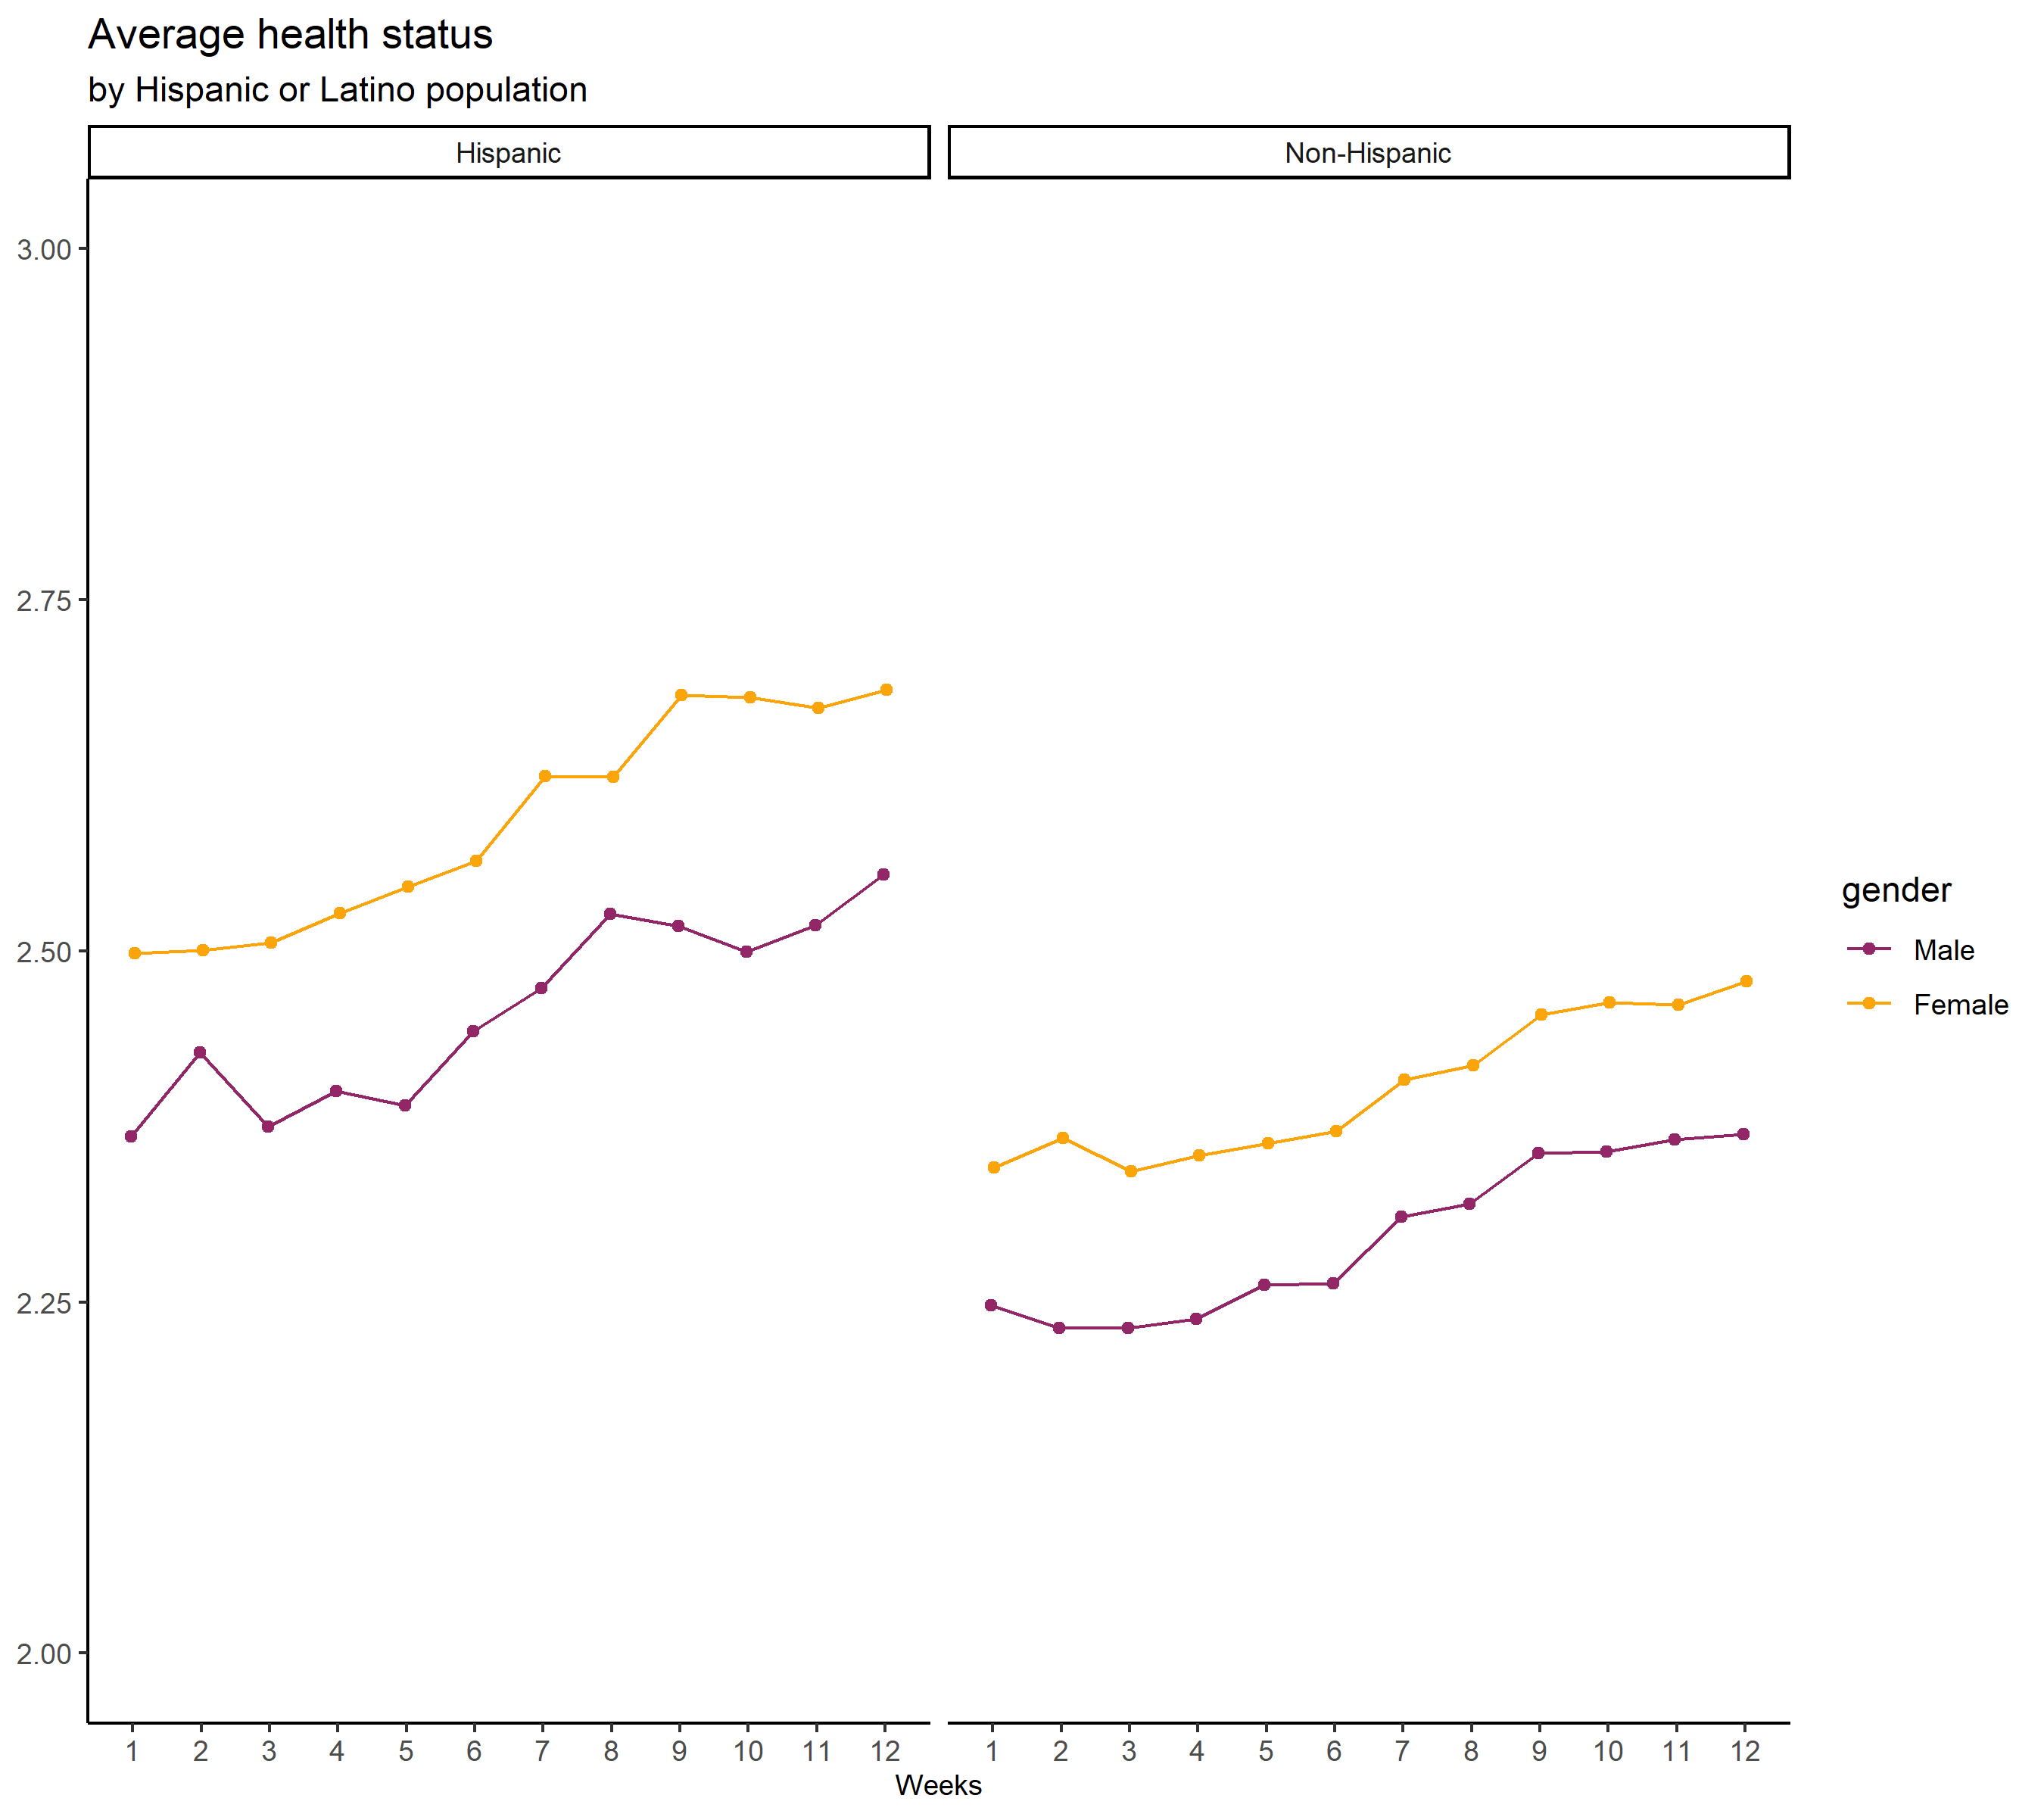 Average health status
by Hispanic or Latino population
Hispanic
Non-Hispanic
3.00
2.75
2.50
2.25
2.00
1 2 3 4 5 6 7 8 9 10 11 12
1 2 3 4 5 6 7 8 9 10 11 12
Weeks
gender
Male
Female